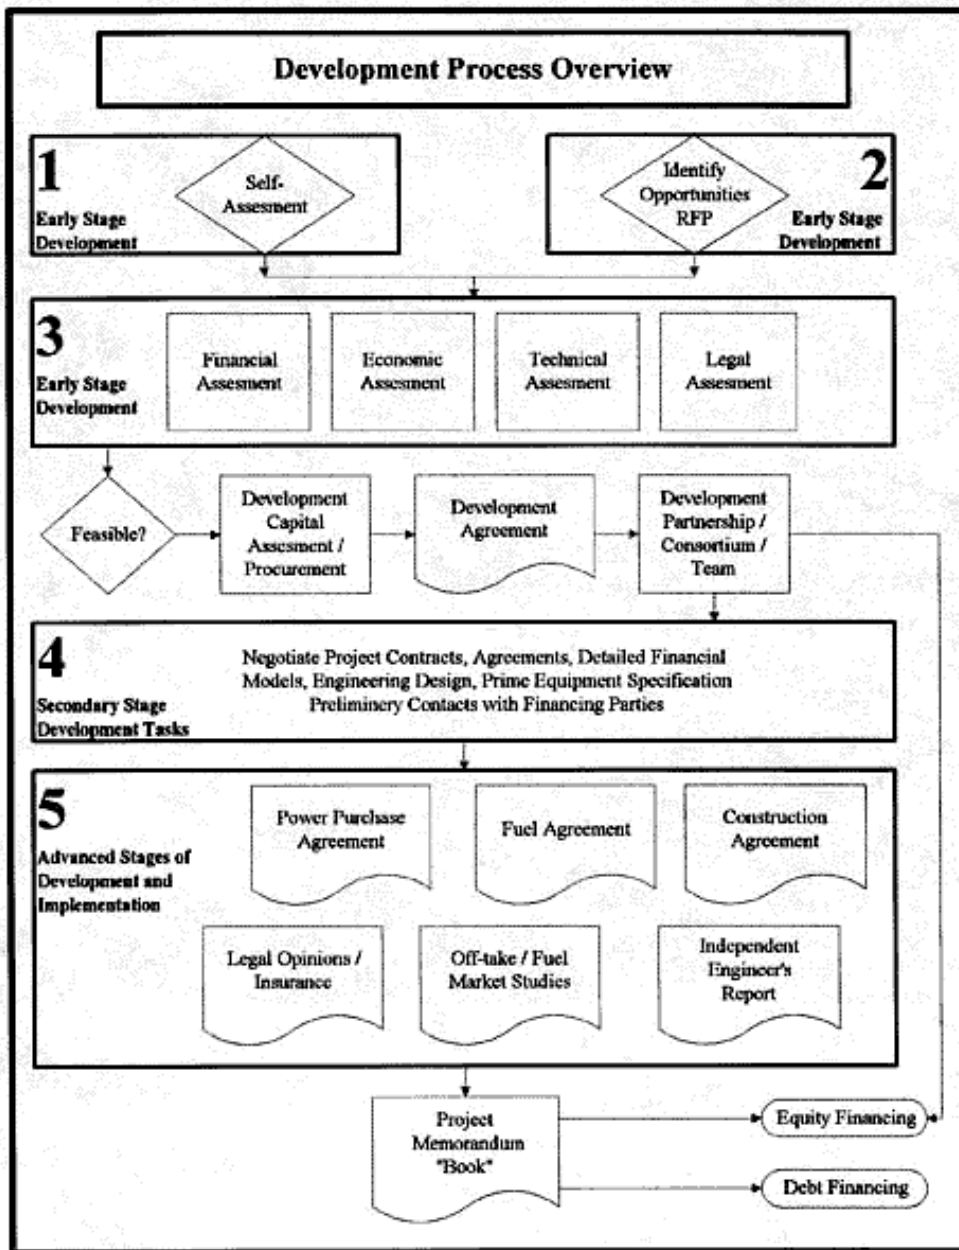 Development Process Overview
1
Early Stage
Development
Self-
Assesment
Identify
Opportunities
RFP
2
Early Stage
Development
3
Early Stage
Development
Financial
Assesment
Economic
Assesment
Technical
Assesment
Legal
Assesment
Feasible?
Development
Capital
Assesment /
Procurement
Development
Agreement
Development
Partnership /
Consortium /
Team
4
Secondary Stage
Development Tasks
Negotiate Project Contracts, Agreements, Detailed Financial
Models, Engineering Design, Prime Equipment Specification
Preliminery Contacts with Financing Parties
5
Advanced Stages of
Development and
Implementation
Power Purchase
Agreement
Fuel Agreement
Construction
Agreement
Legal Opinions /
Insurance
Off-take / Fuel
Market Studies
Independent
Engineer's
Report
Project
Memorandum
"Book"
Equity Financing
Debt Financing